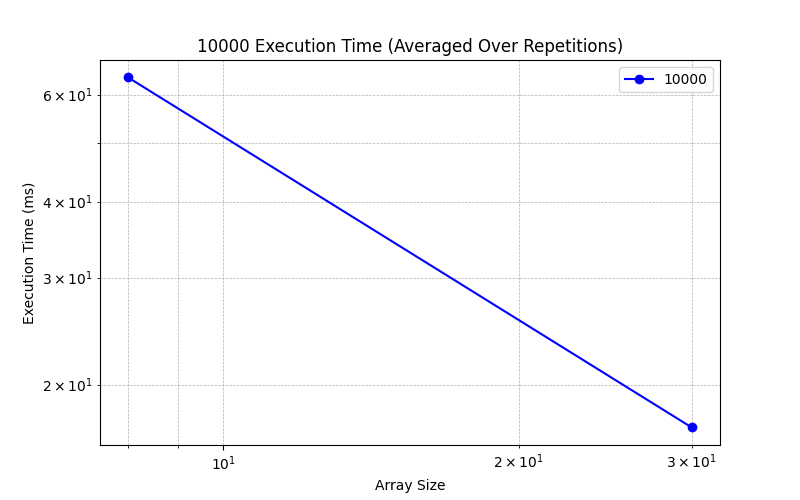 10000 Execution Time (Averaged Over Repetitions)
10000
6 × 10¹
4 × 10¹
3 × 10¹
2 × 10¹
Execution Time (ms)
10¹
2 × 10¹
3 × 10¹
Array Size